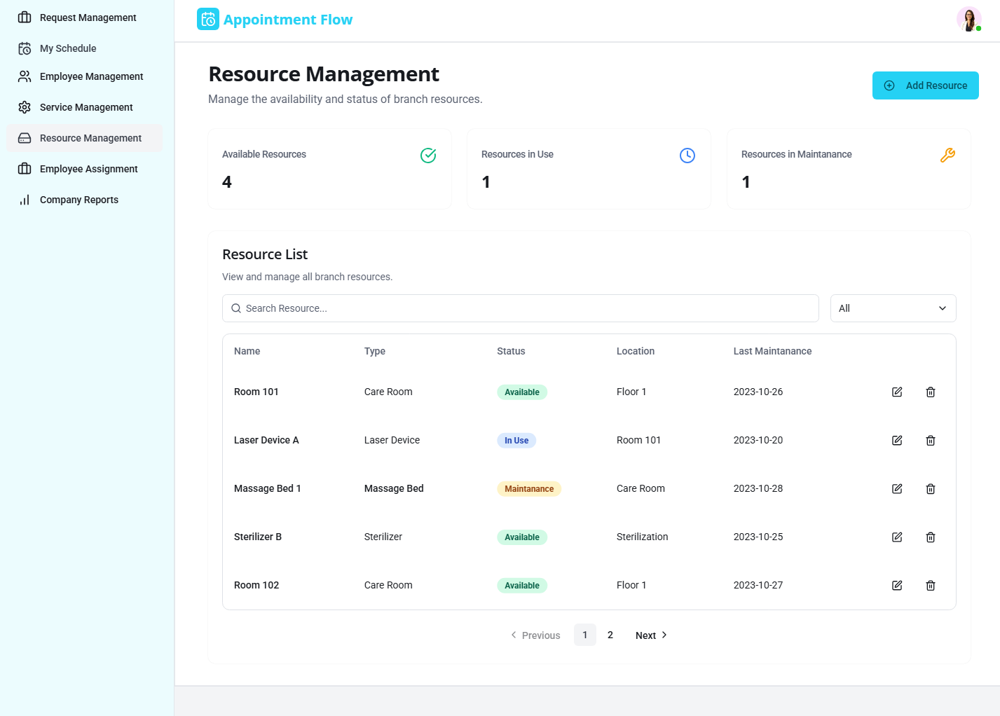 Request Management
My Schedule
Employee Management
Service Management
Resource Management
Employee Assignment
Company Reports
Appointment Flow
Resource Management
Manage the availability and status of branch resources.
Add Resource
Available Resources
4
Resources in Use
1
Resources in Maintanance
1
Resource List
View and manage all branch resources.
Search Resource...
All
Name Type Status Location Last Maintanance
Room 101 Care Room Available Floor 1 2023-10-26
Laser Device A Laser Device In Use Room 101 2023-10-20
Massage Bed 1 Massage Bed Maintanance Care Room 2023-10-28
Sterilizer B Sterilizer Available Sterilization 2023-10-25
Room 102 Care Room Available Floor 1 2023-10-27
Previous 1 2 Next